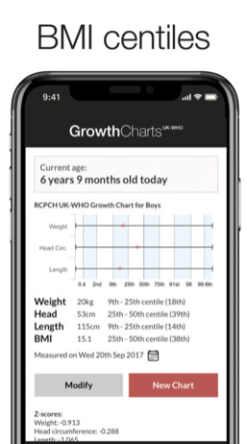 BMI centiles
9:41
GrowthCharts UK-WHO
Current age:
6 years 9 months old today
RCPCH UK-WHO Growth Chart for Boys
Weight
Head Circ.
Length
0.4 2nd 9th 25th 50th 75th 91st 98 99.6th
Weight 20kg 9th - 25th centile (18th)
Head 53cm 25th - 50th centile (39th)
Length 115cm 9th - 25th centile (14th)
BMI 15.1 25th - 50th centile (38th)
Measured on Wed 20th Sep 2017
Modify New Chart
Z-scores:
Weight: -0.913
Head circumference: -0.288
Length: -1.065